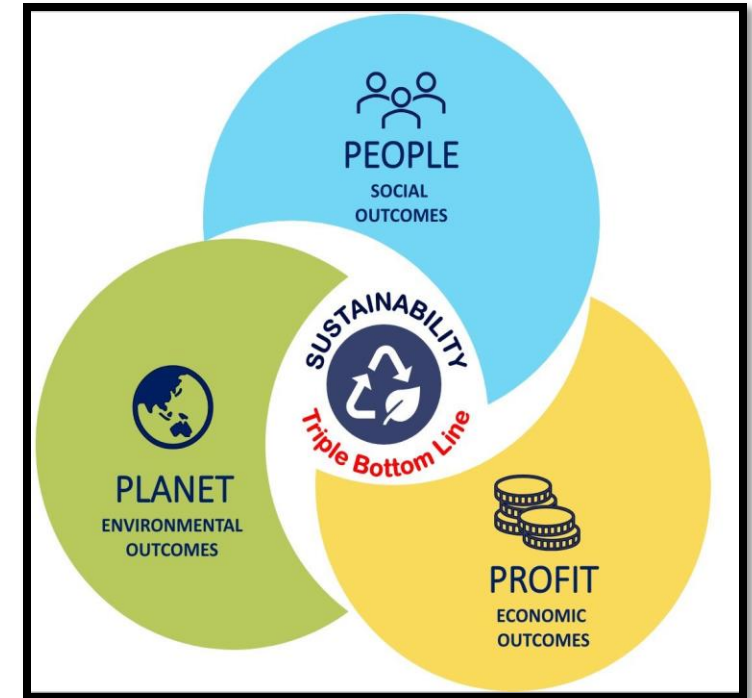 PEOPLE
SOCIAL
OUTCOMES
SUSTAINABILITY
Triple Bottom Line
PLANET
ENVIRONMENTAL
OUTCOMES
PROFIT
ECONOMIC
OUTCOMES